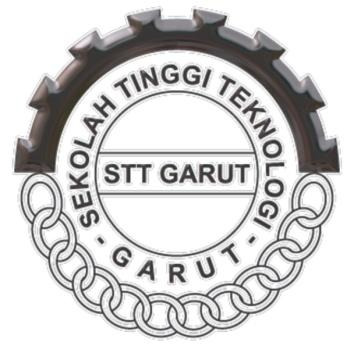 SEKOLAH TINGGI TEKNOLOGI
STT GARUT
- GARUT -